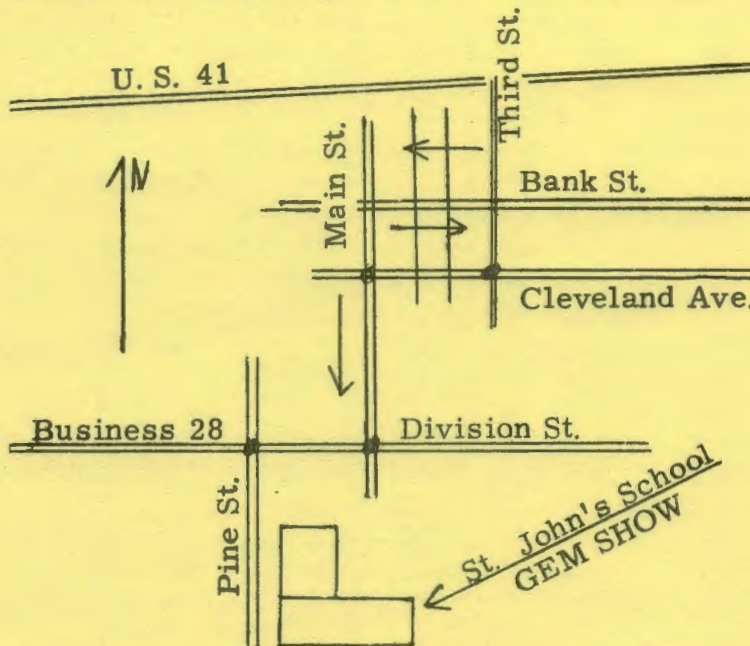 U. S. 41
Third St.
Main St.
N
Bank St.
Cleveland Ave.
Business 28
Division St.
Pine St.
St. John's School
GEM SHOW